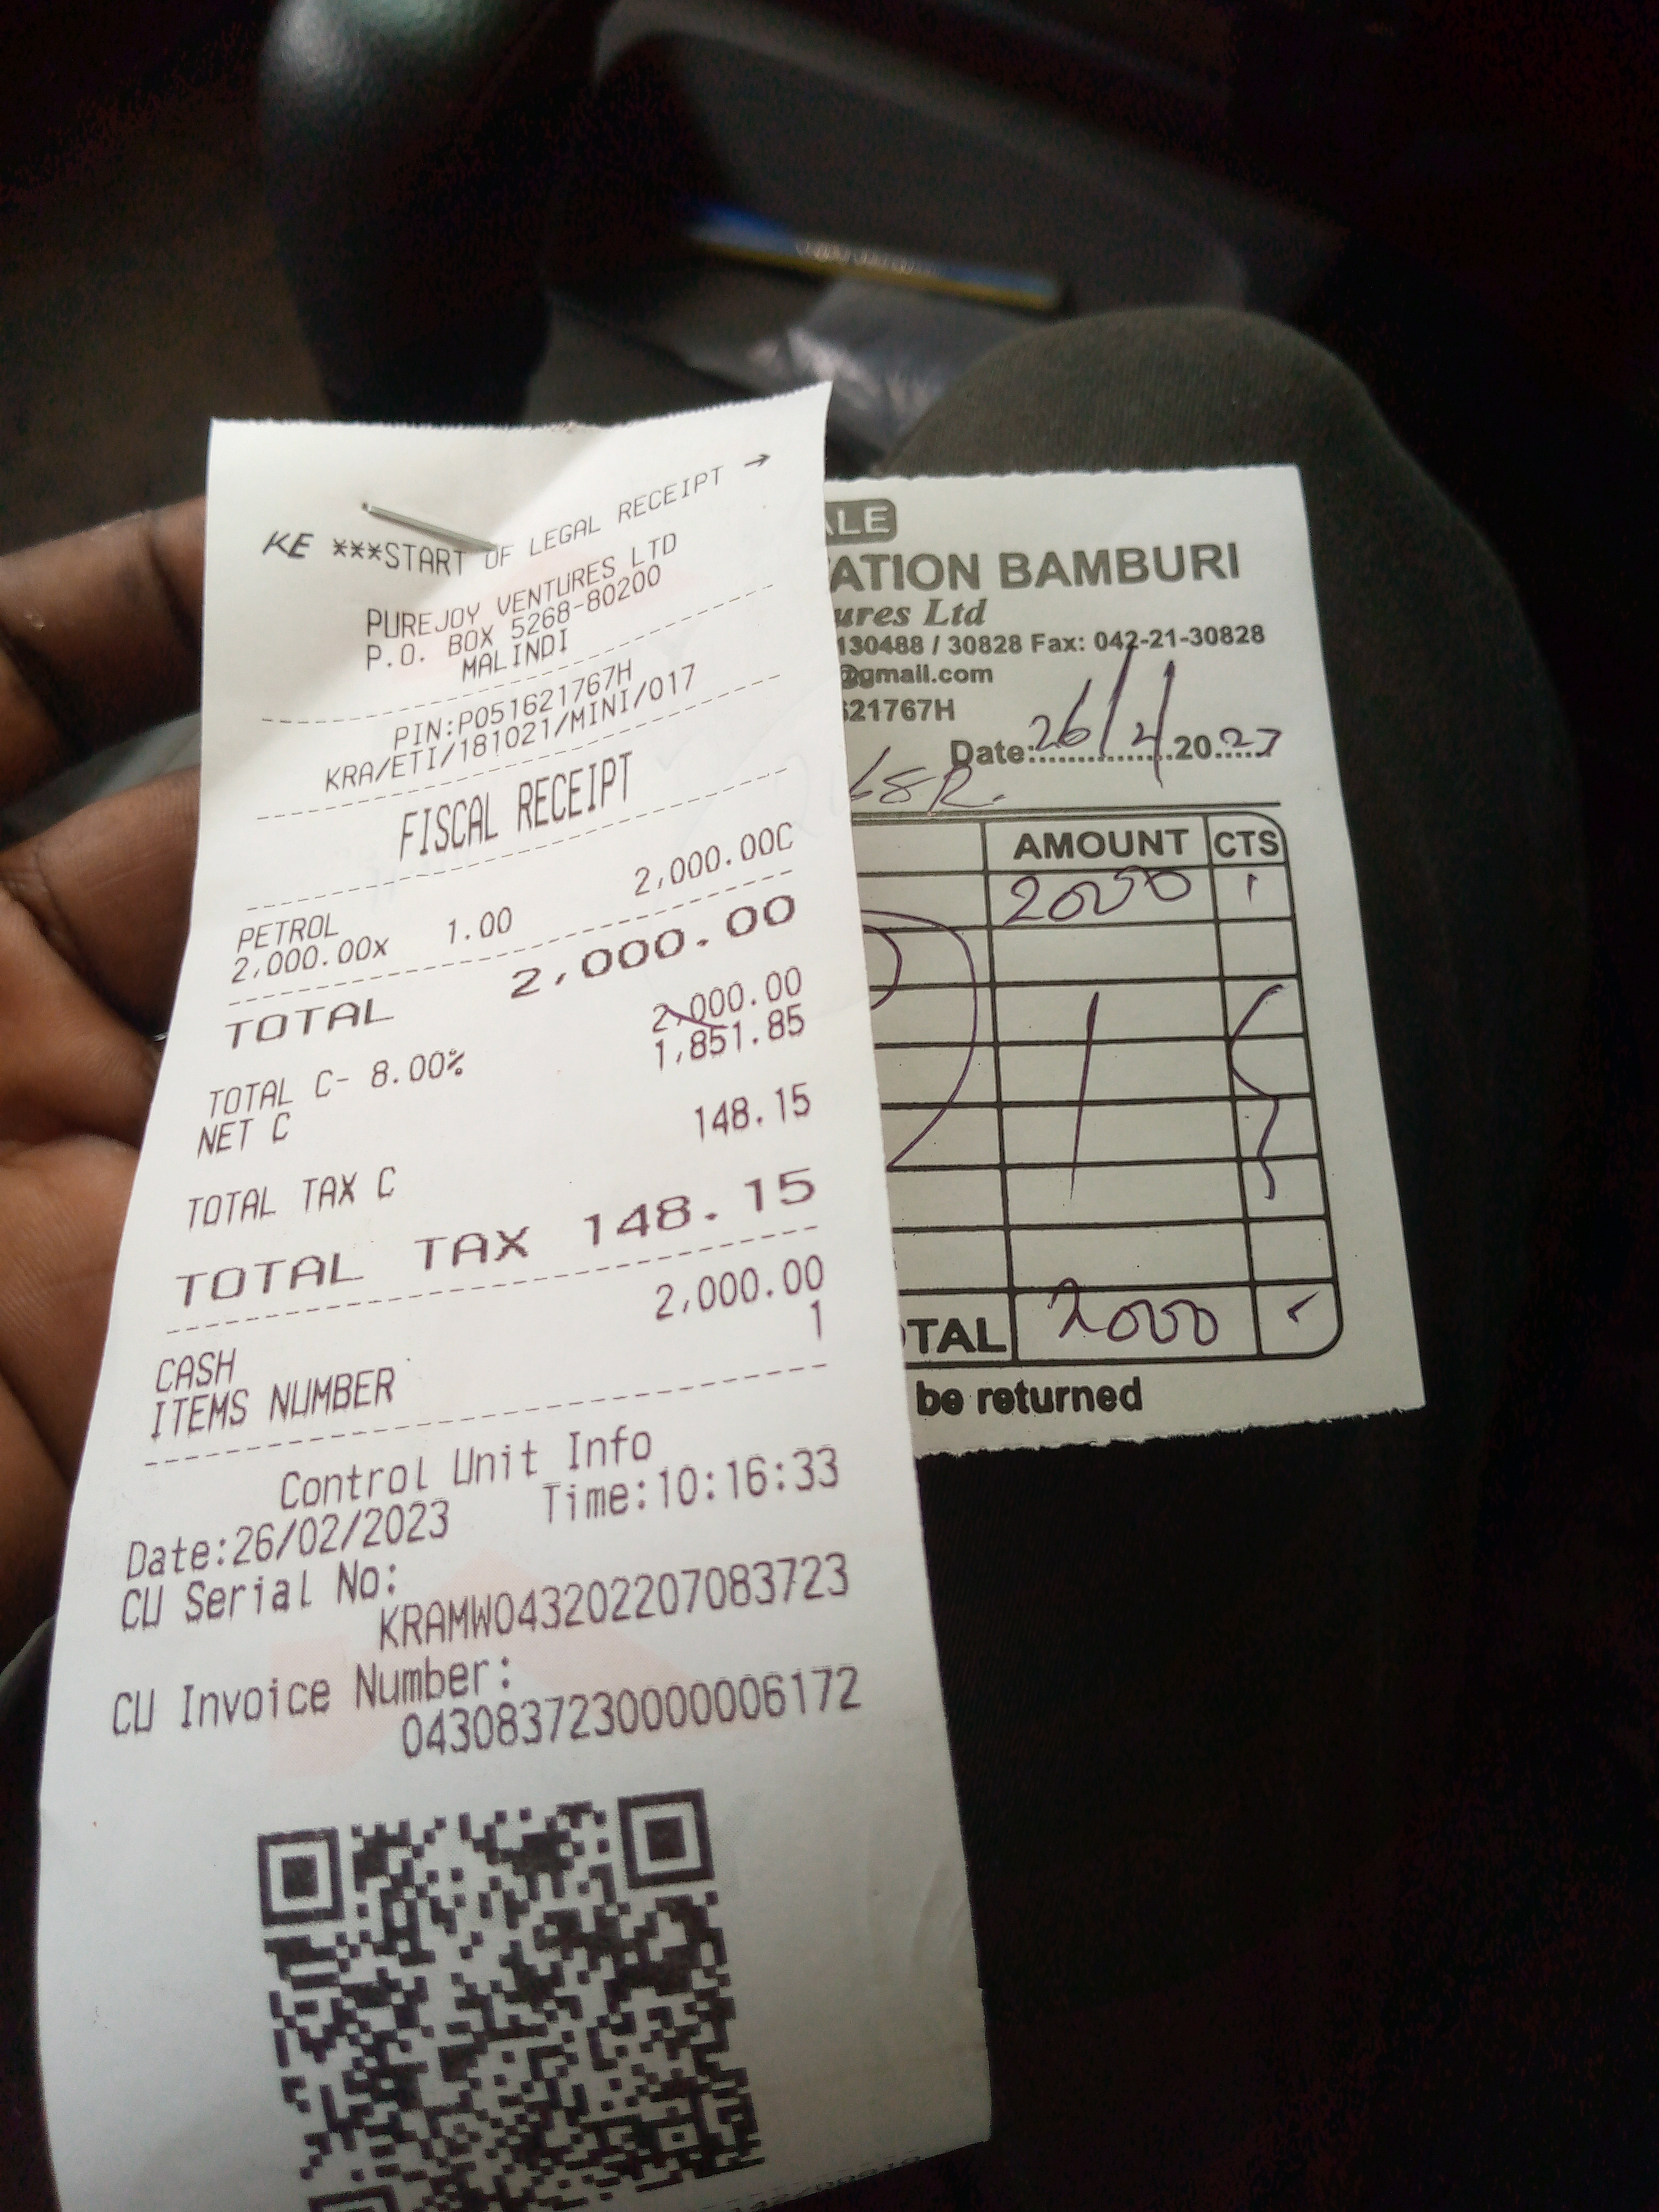 KE ***START OF LEGAL RECEIPT →
PUREJOY VENTURES LTD
P.O. BOX 5268-80200
MALINDI
PIN:P051621767H
KRA/ETI/181021/MINI/017
FISCAL RECEIPT
PETROL
2,000.00x 1.00 2,000.00C
TOTAL 2,000.00
TOTAL C- 8.00% 2,000.00
NET C 1,851.85
TOTAL TAX C 148.15
TOTAL TAX 148.15
CASH 2,000.00
ITEMS NUMBER 1
Control Unit Info
Date:26/02/2023 Time:10:16:33
CU Serial No:
KRAMW043202207083723
CU Invoice Number:
0430837230000006172
ALE
ATION BAMBURI
ures Ltd
130488 / 30828 Fax: 042-21-30828
@gmail.com
621767H
Date:26/2/2023
AMOUNT CTS
2000
TOTAL 2000
be returned